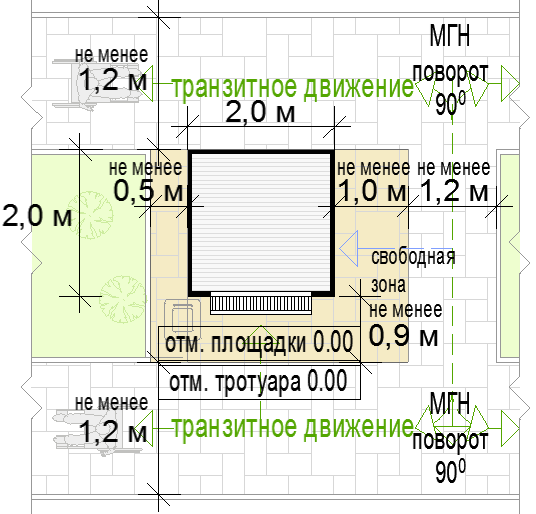 МГН
не менее
1,2 м
поворот
90⁰
транзитное движение
2,0 м
не менее
0,5 м
не менее
1,0 м
не менее
1,2 м
2,0 м
свободная
зона
не менее
0,9 м
отм. площадки 0.00
отм. тротуара 0.00
не менее
1,2 м
транзитное движение
МГН
поворот
90⁰